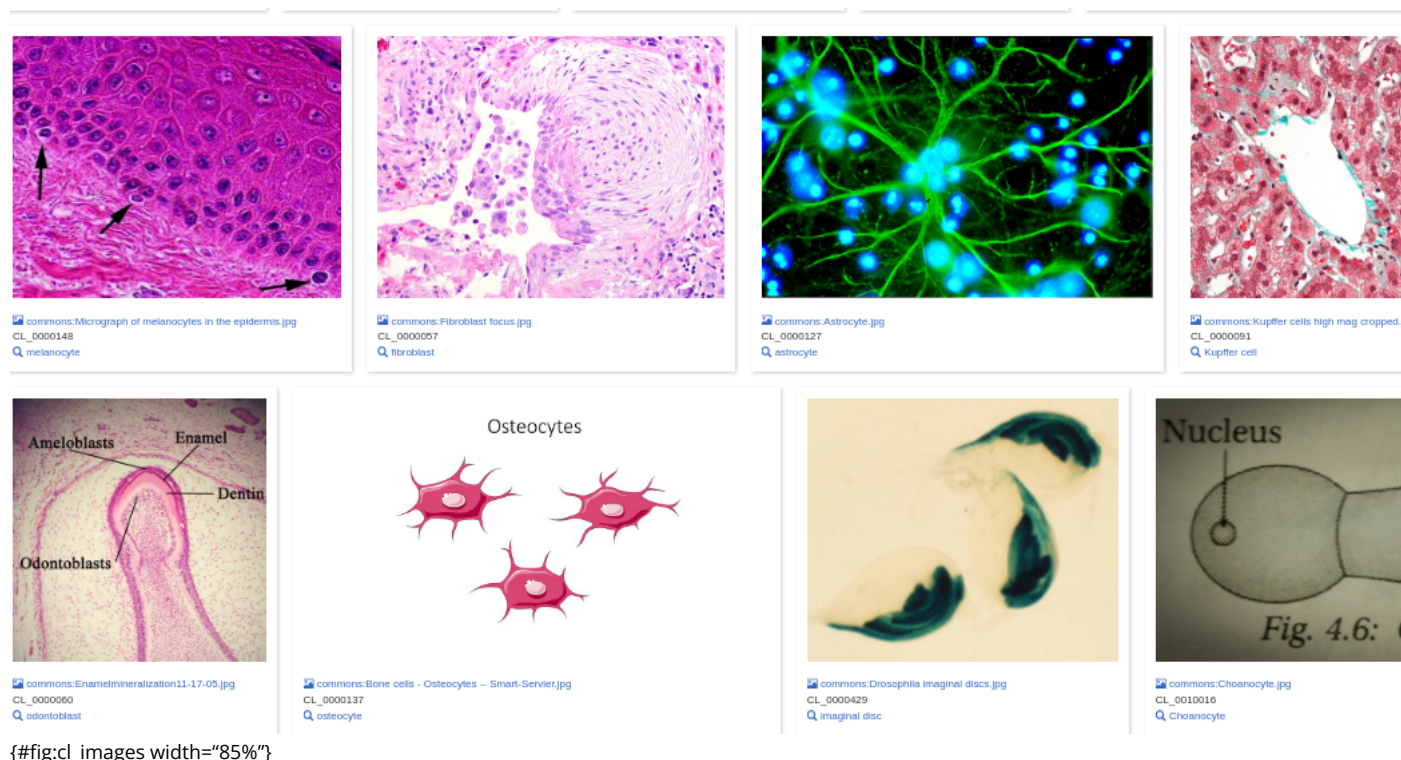 commons:Micrograph of melanocytes in the epidermis.jpg
CL_0000148
melanocyte
commons:Fibroblast focus.jpg
CL_0000057
fibroblast
commons:Astrocyte.jpg
CL_0000127
astrocyte
commons:Kupffer cells high mag cropped.
CL_0000091
Kupffer cell
Ameloblasts
Enamel
Dentin
Odontoblasts
commons:Enamelmineralization11-17-05.jpg
CL_0000060
odontoblast
Osteocytes
commons:Bone cells - Osteocytes -- Smart-Servier.jpg
CL_0000137
osteocyte
commons:Drosophila imaginal discs.jpg
CL_0000429
imaginal disc
Nucleus
Fig. 4.6:
commons:Choanocyte.jpg
CL_0010016
Choanocyte
{#fig:cl_images width=“85%”}